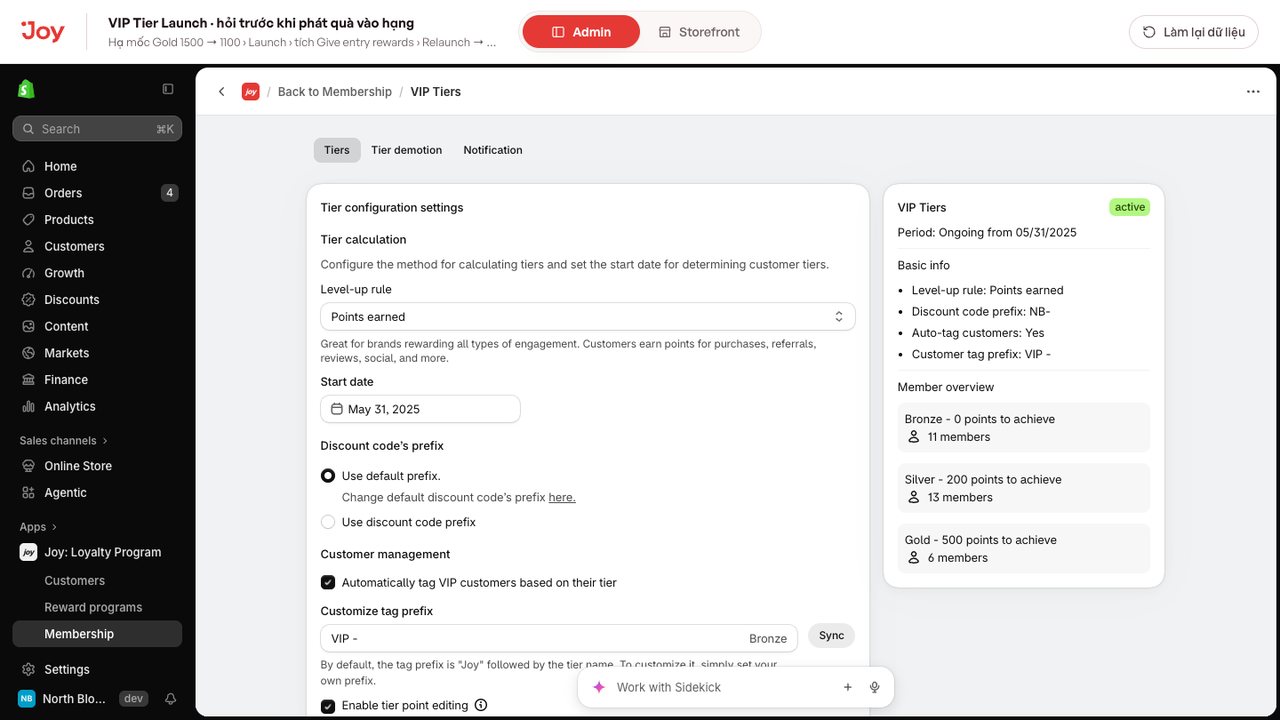 Joy
VIP Tier Launch · hỏi trước khi phát quà vào hạng
Hạ mốc Gold 1500 → 1100 › Launch › tích Give entry rewards › Relaunch → ...
Admin
Storefront
Làm lại dữ liệu
Search
⌘K
Home
Orders
4
Products
Customers
Growth
Discounts
Content
Markets
Finance
Analytics
Sales channels
Online Store
Agentic
Apps
joy
Joy: Loyalty Program
Customers
Reward programs
Membership
Settings
NB
North Blo...
dev
joy
/ Back to Membership / VIP Tiers
Tiers
Tier demotion
Notification
Tier configuration settings
Tier calculation
Configure the method for calculating tiers and set the start date for determining customer tiers.
Level-up rule
Points earned
Great for brands rewarding all types of engagement. Customers earn points for purchases, referrals,
reviews, social, and more.
Start date
May 31, 2025
Discount code's prefix
Use default prefix.
Change default discount code's prefix here.
Use discount code prefix
Customer management
Automatically tag VIP customers based on their tier
Customize tag prefix
VIP -
Bronze
Sync
By default, the tag prefix is "Joy" followed by the tier name. To customize it, simply set your
own prefix.
Enable tier point editing
VIP Tiers
active
Period: Ongoing from 05/31/2025
Basic info
• Level-up rule: Points earned
• Discount code prefix: NB-
• Auto-tag customers: Yes
• Customer tag prefix: VIP -
Member overview
Bronze - 0 points to achieve
11 members
Silver - 200 points to achieve
13 members
Gold - 500 points to achieve
6 members
Work with Sidekick